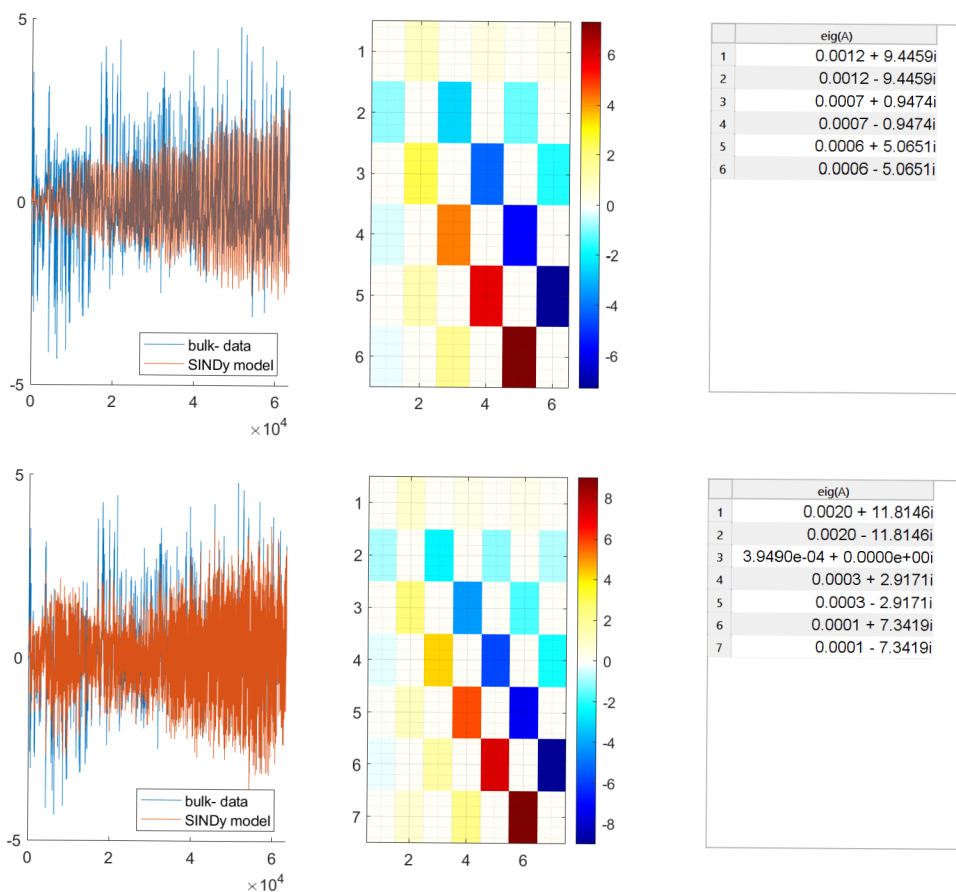 5
0
-5
0
2
4
6
×10^4
bulk- data
SINDy model
1
2
3
4
5
6
2
4
6
6
4
2
0
-2
-4
-6
eig(A)
1 0.0012 + 9.4459i
2 0.0012 - 9.4459i
3 0.0007 + 0.9474i
4 0.0007 - 0.9474i
5 0.0006 + 5.0651i
6 0.0006 - 5.0651i
5
0
-5
0
2
4
6
×10^4
bulk- data
SINDy model
1
2
3
4
5
6
7
2
4
6
8
6
4
2
0
-2
-4
-6
-8
eig(A)
1 0.0020 + 11.8146i
2 0.0020 - 11.8146i
3 3.9490e-04 + 0.0000e+00i
4 0.0003 + 2.9171i
5 0.0003 - 2.9171i
6 0.0001 + 7.3419i
7 0.0001 - 7.3419i